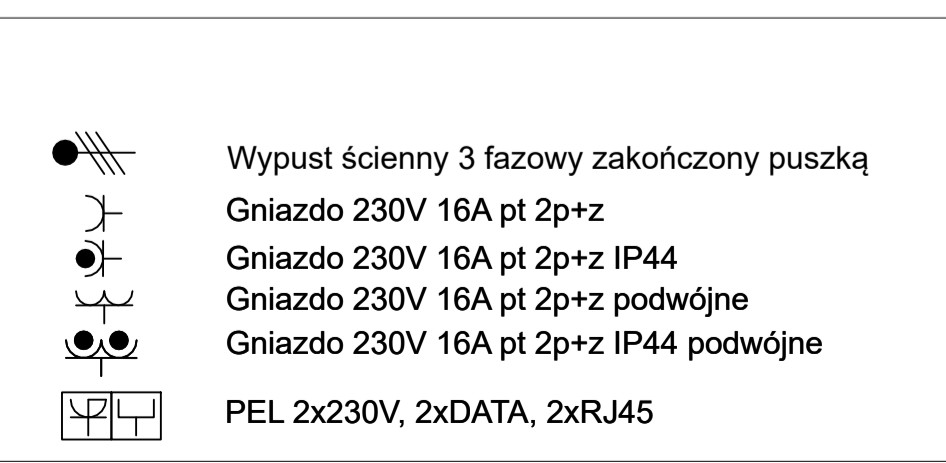 Wypust ścienny 3 fazowy zakończony puszką
Gniazdo 230V 16A pt 2p+z
Gniazdo 230V 16A pt 2p+z IP44
Gniazdo 230V 16A pt 2p+z podwójne
Gniazdo 230V 16A pt 2p+z IP44 podwójne
PEL 2x230V, 2xDATA, 2xRJ45